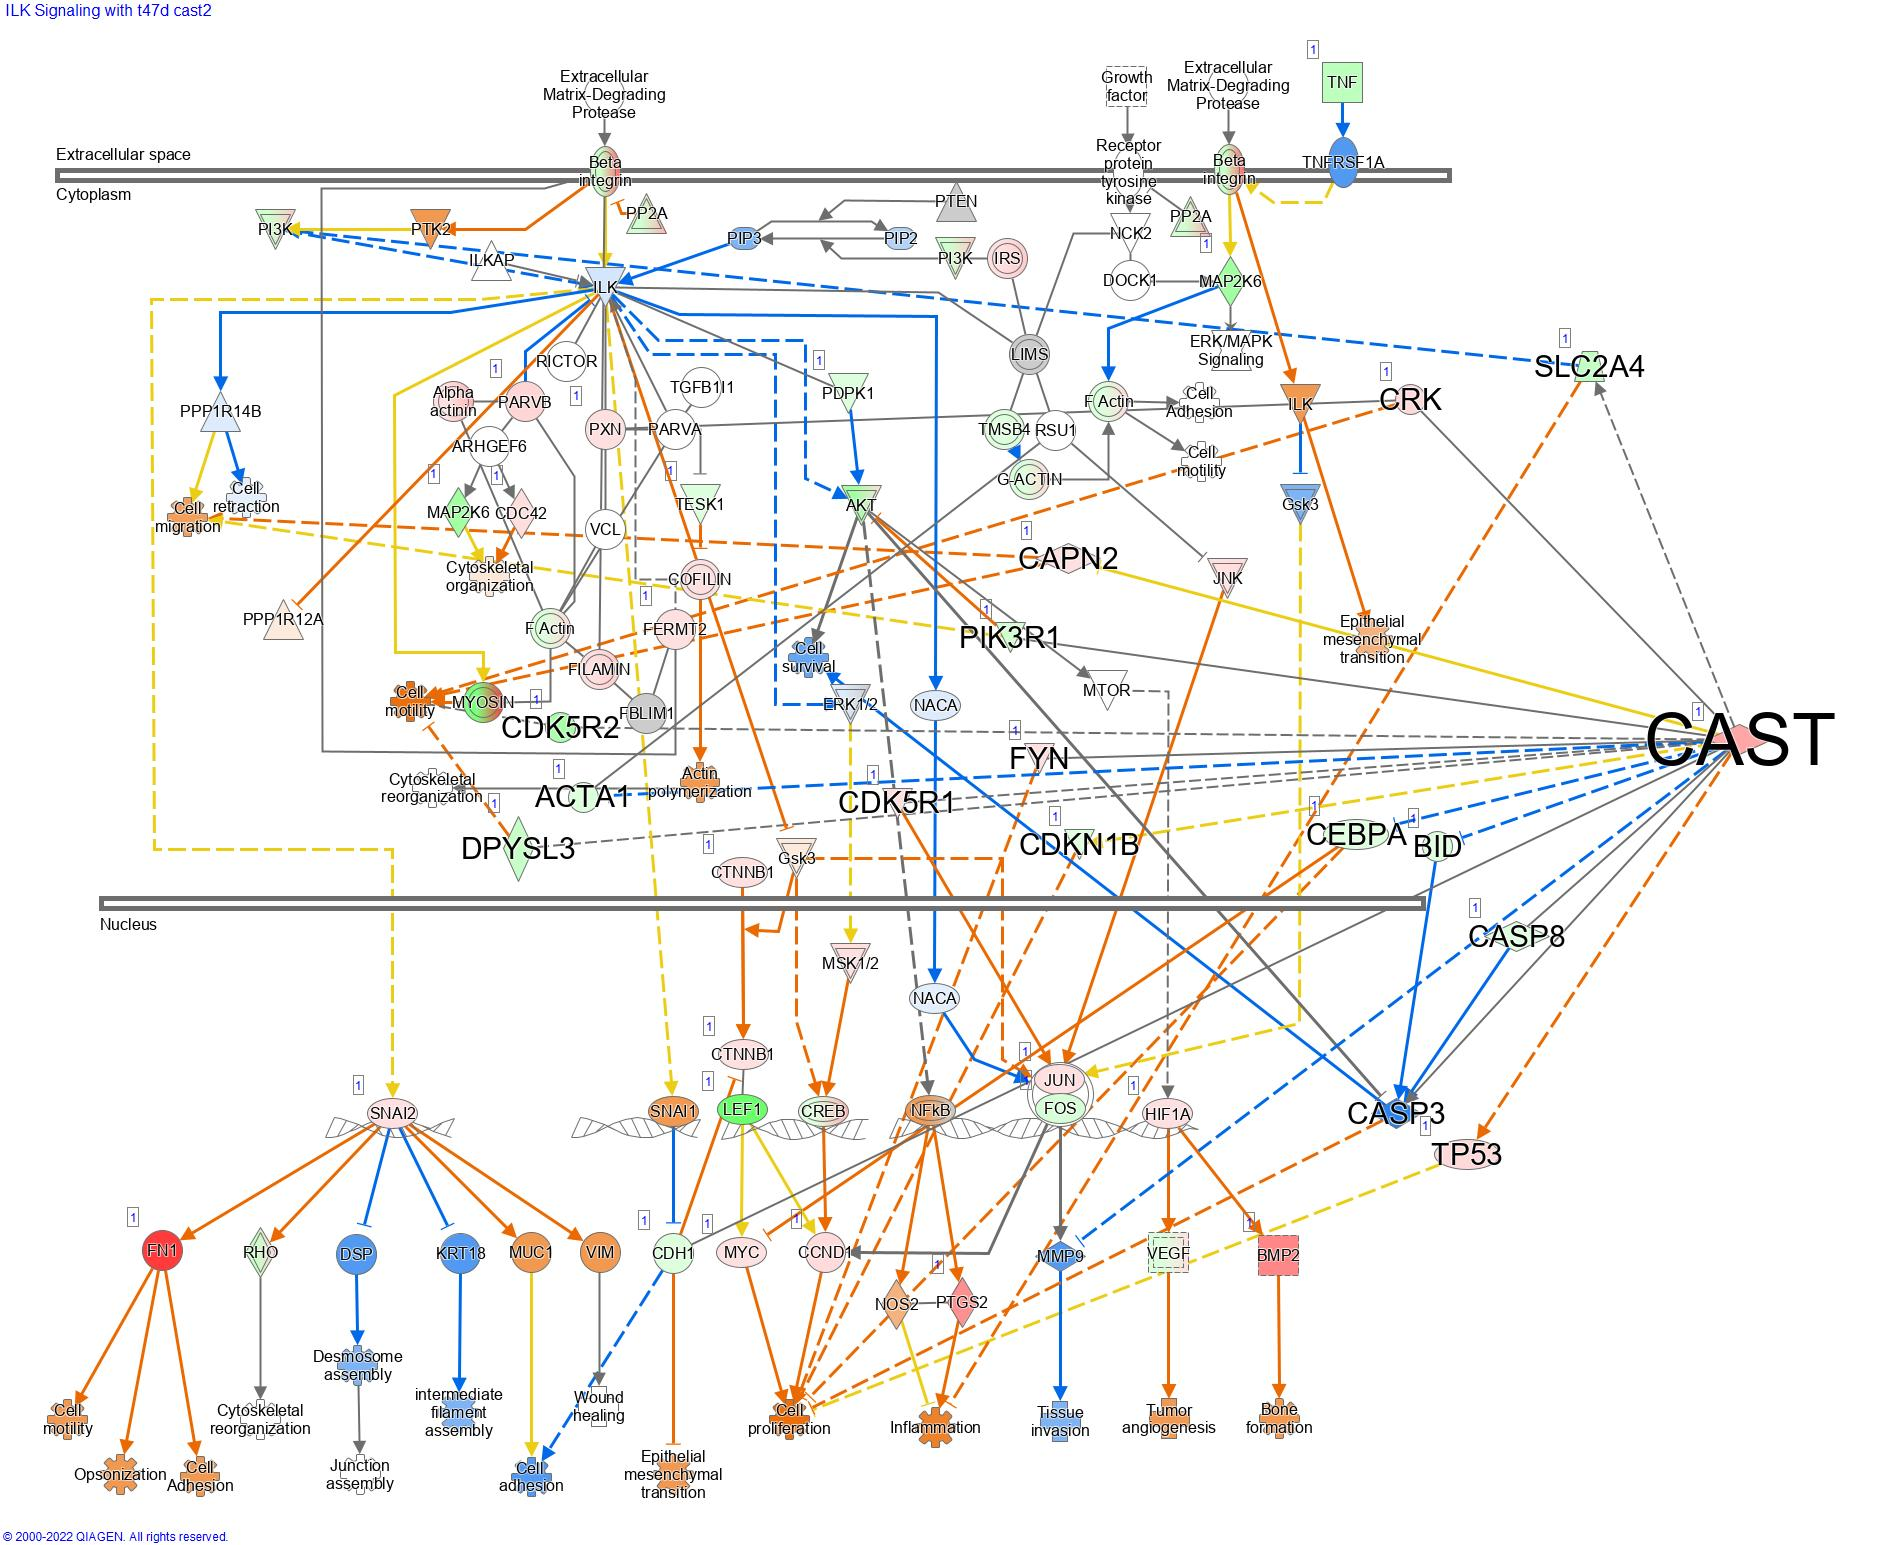 ILK Signaling with t47d cast2
1
Extracellular
Matrix-Degrading
Protease
Growth
factor
Extracellular
Matrix-Degrading
Protease
TNF
Extracellular space
Cytoplasm
Beta
integrin
Receptor
protein
tyrosine
kinase
Beta
integrin
TNFRSF1A
PI3K
PTK2
PP2A
PIP3
PIP2
PTEN
PI3K
IRS
NCK2
PP2A
1
ILKAP
ILK
DOCK1
MAP2K6
ERK/MAPK
Signaling
1
SLC2A4
RICTOR
1
1
1
LIMS
TGFB1I1
PDPK1
PPP1R14B
Alpha
actinin
PARVB
PXN
PARVA
ARHGEF6
TMSB4
RSU1
F Actin
Cell
Adhesion
ILK
1
CRK
Cell
motility
G-ACTIN
1
1
1
Cell
migration
Cell
retraction
MAP2K6
CDC42
TESK1
AKT
Gsk3
VCL
1
CAPN2
Cytoskeletal
organization
COFILIN
JNK
PPP1R12A
1
1
F Actin
FERMT2
PIK3R1
Epithelial
mesenchymal
transition
Cell
survival
FILAMIN
Cell
motility
MYOSIN
1
CDK5R2
FBLIM1
ERK1/2
NACA
MTOR
1
CAST
1
FYN
Cytoskeletal
reorganization
1
ACTA1
Actin
polymerization
1
CDK5R1
1
DPYSL3
1
CDKN1B
1
CEBPA
1
BID
1
CTNNB1
Gsk3
Nucleus
1
CASP8
MSK1/2
NACA
1
CTNNB1
1
1
1
JUN
FOS
1
SNAI2
SNAI1
1
LEF1
CREB
NFkB
1
HIF1A
CASP3
1
TP53
1
FN1
RHO
DSP
KRT18
MUC1
VIM
1
CDH1
1
MYC
1
CCND1
1
NOS2
PTGS2
MMP9
VEGF
1
BMP2
Desmosome
assembly
intermediate
filament
assembly
Wound
healing
Cell
motility
Cytoskeletal
reorganization
Cell
proliferation
Inflammation
Tissue
invasion
Tumor
angiogenesis
Bone
formation
Opsonization
Cell
Adhesion
Junction
assembly
Cell
adhesion
Epithelial
mesenchymal
transition
© 2000-2022 QIAGEN. All rights reserved.